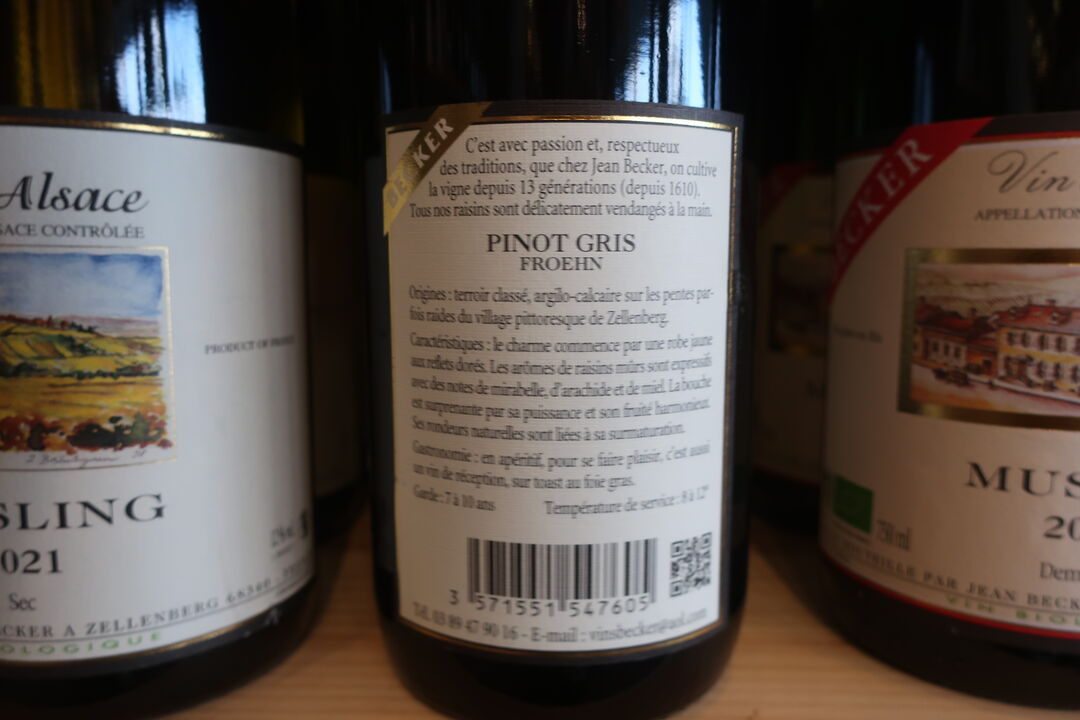 Alsace
SACE CONTRÔLÉE
PRODUCT OF FRANCE
SLING
021
Sec
ECKER A ZELLENBERG
OLOGIQUE
BECKER
C'est avec passion et, respectueux
des traditions, que chez Jean Becker, on cultive
la vigne depuis 13 générations (depuis 1610).
Tous nos raisins sont délicatement vendangés à la main.
PINOT GRIS
FROEHN
Origines : terroir classé, argilo-calcaire sur les pentes par-
fois raides du village pittoresque de Zellenberg.
Caractéristiques : le charme commence par une robe jaune
aux reflets dorés. Les arômes de raisins mûrs sont expressifs
avec des notes de mirabelle, d'arachide et de miel. La bouche
est surprenante par sa puissance et son fruité harmonieux.
Ses rondeurs naturelles sont liées à sa surmaturation.
Gastronomie : en apéritif, pour se faire plaisir, c'est aussi
un vin de réception, sur toast au foie gras.
Garde : 7 à 10 ans Température de service : 8 à 12°
3 571551 547605
Tél. 03 89 47 90 16 - E-mail : vinsbecker@aol.com
ECKER
Vin
APPELLATION
MUS
20
750 ml
Dem
EILLE PAR JEAN BECK
VIN BIOL